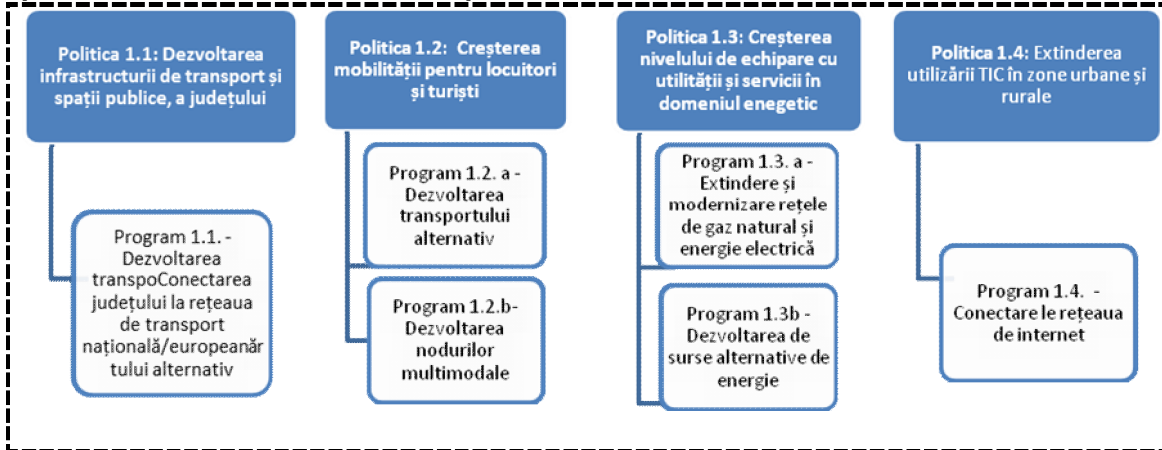 Politica 1.1: Dezvoltarea
infrastructurii de transport și
spații publice, a județului
Program 1.1. -
Dezvoltarea
transpoConectarea
județului la rețeaua
de transport
națională/europeanăr
tului alternativ
Politica 1.2:  Creșterea
mobilității pentru locuitori
și turiști
Program 1.2. a -
Dezvoltarea
transportului
alternativ
Program 1.2.b-
Dezvoltarea
nodurilor
multimodale
Politica 1.3: Creșterea
nivelului de echipare cu
utilității și servicii în
domeniul enegetic
Program 1.3. a -
Extindere și
modernizare rețele
de gaz natural și
energie electrică
Program 1.3b -
Dezvoltarea de
surse alternative de
energie
Politica 1.4: Extinderea
utilizării TIC în zone urbane și
rurale
Program 1.4.  -
Conectare le rețeaua
de internet